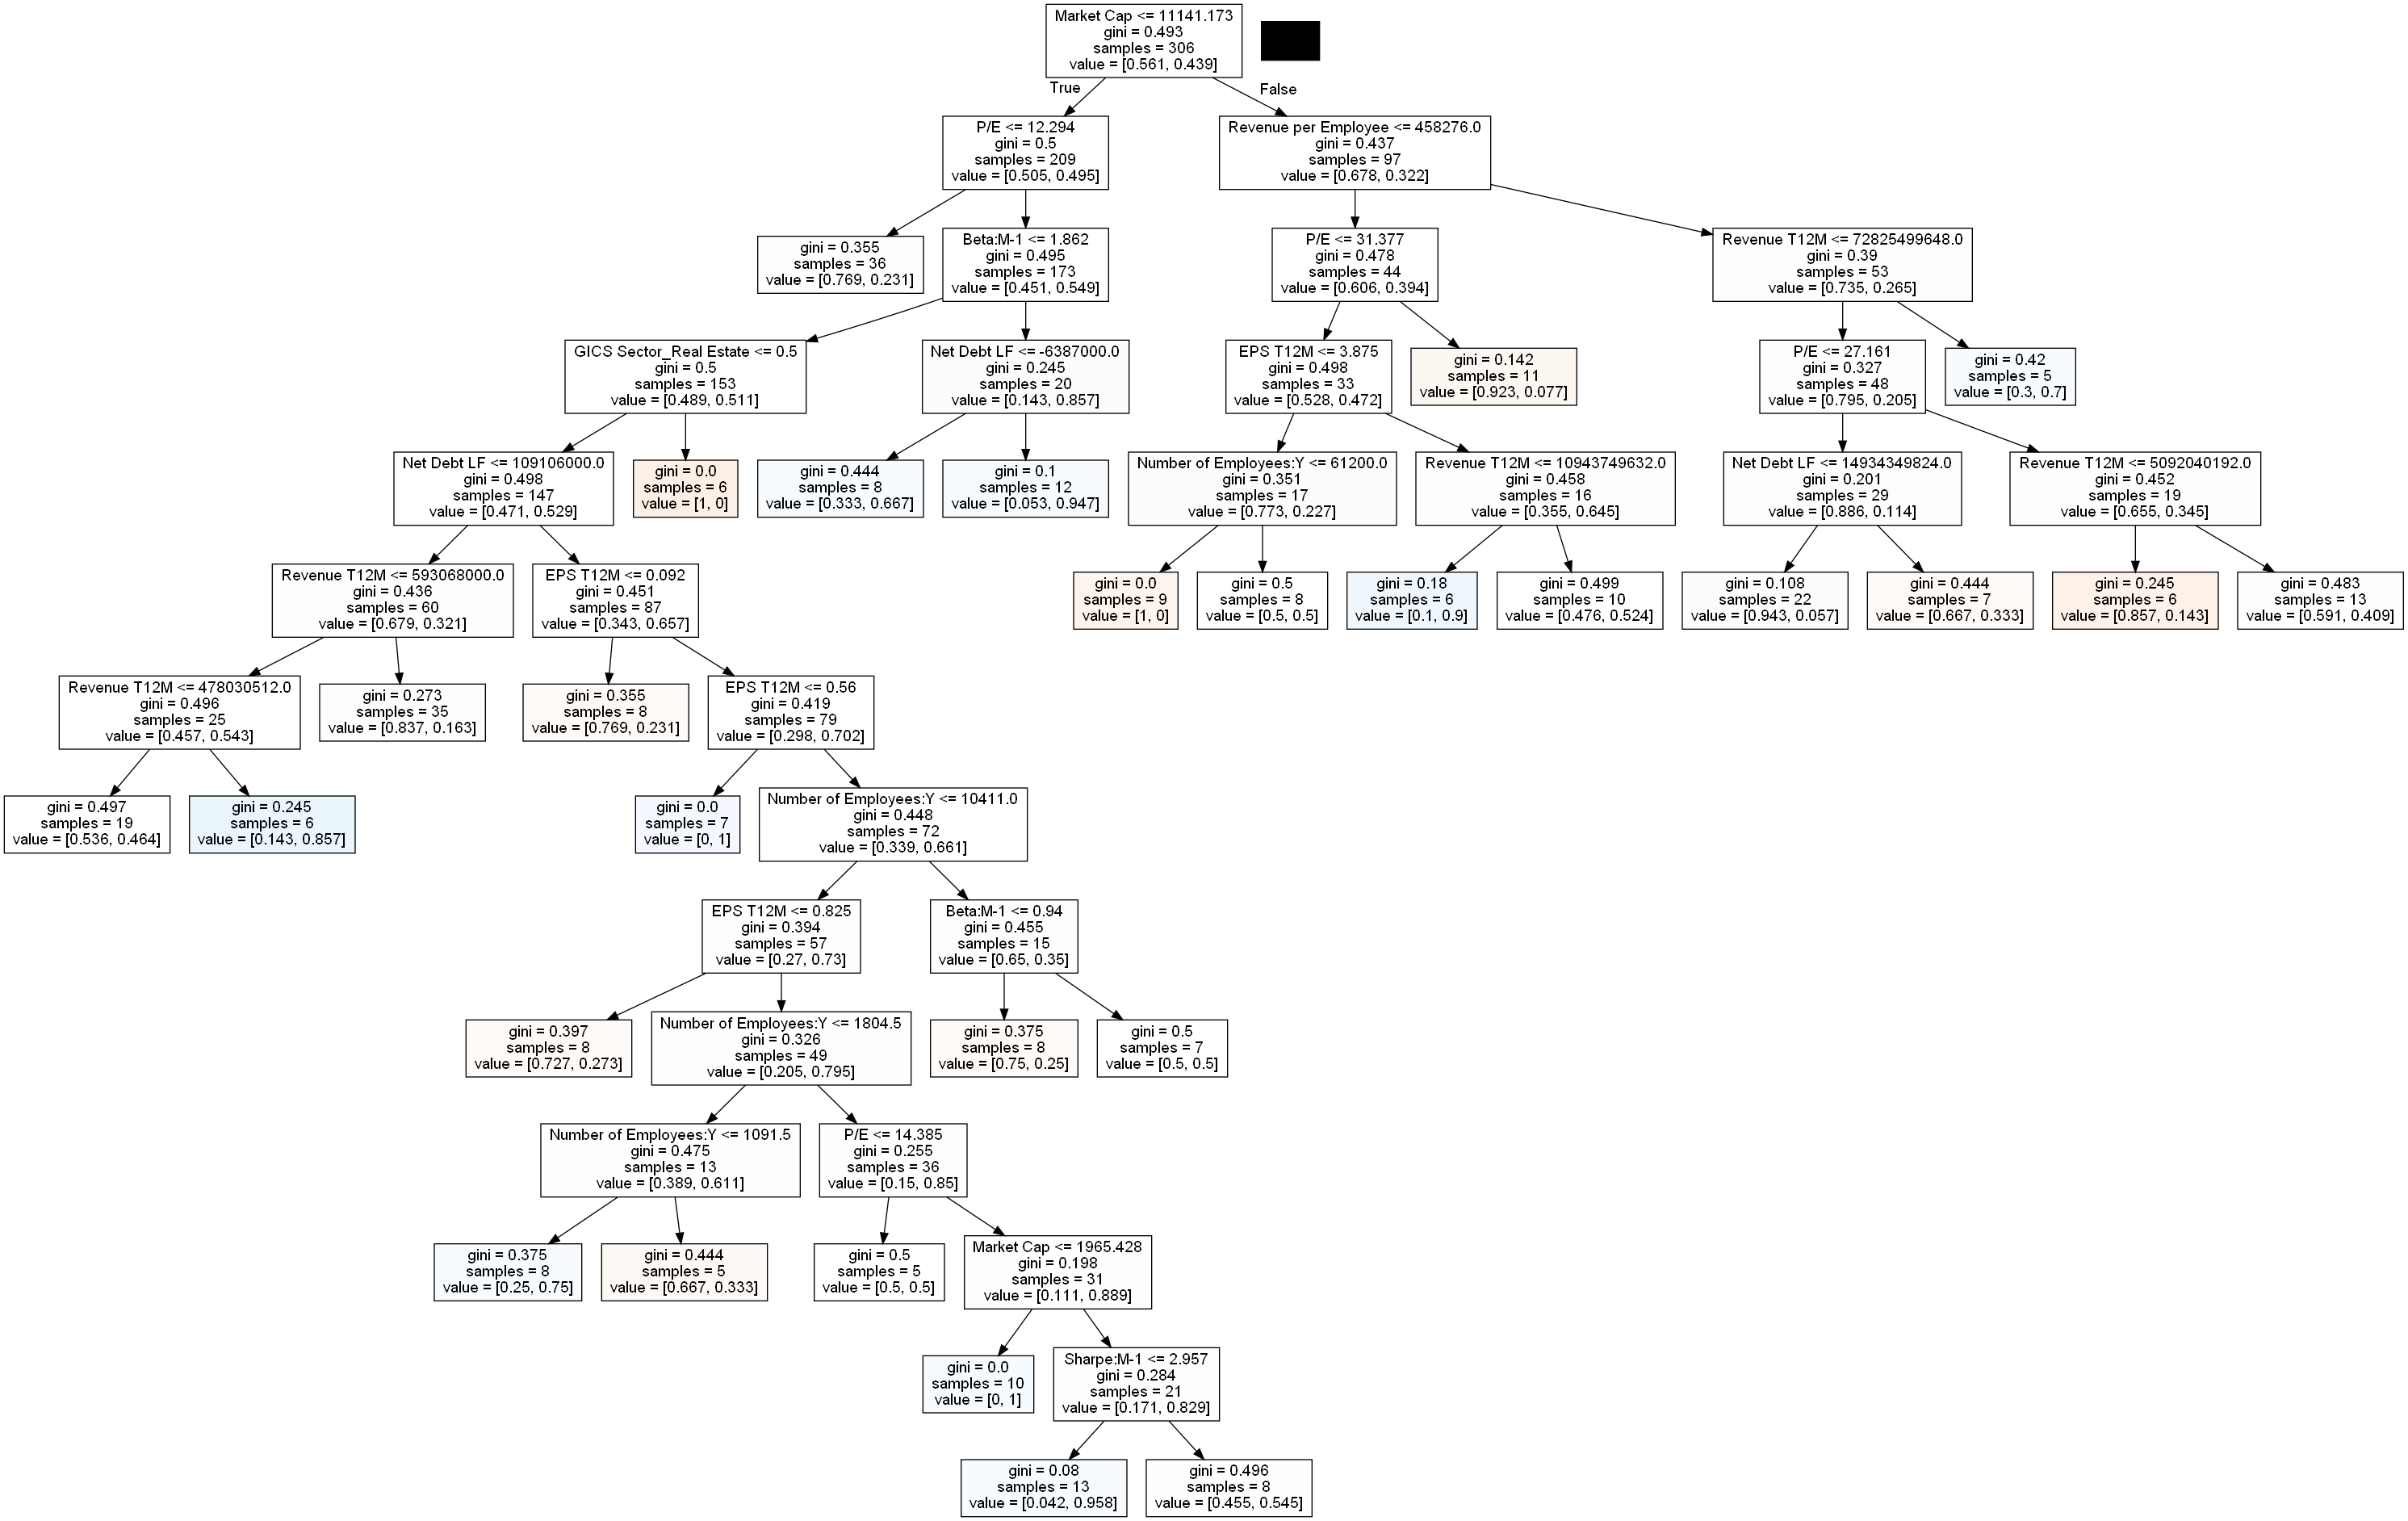 Market Cap <= 11141.173
gini = 0.493
samples = 306
value = [0.561, 0.439]
True
False
P/E <= 12.294
gini = 0.5
samples = 209
value = [0.505, 0.495]
Revenue per Employee <= 458276.0
gini = 0.437
samples = 97
value = [0.678, 0.322]
gini = 0.355
samples = 36
value = [0.769, 0.231]
Beta:M-1 <= 1.862
gini = 0.495
samples = 173
value = [0.451, 0.549]
P/E <= 31.377
gini = 0.478
samples = 44
value = [0.606, 0.394]
Revenue T12M <= 72825499648.0
gini = 0.39
samples = 53
value = [0.735, 0.265]
GICS Sector_Real Estate <= 0.5
gini = 0.5
samples = 153
value = [0.489, 0.511]
Net Debt LF <= -6387000.0
gini = 0.245
samples = 20
value = [0.143, 0.857]
EPS T12M <= 3.875
gini = 0.498
samples = 33
value = [0.528, 0.472]
gini = 0.142
samples = 11
value = [0.923, 0.077]
P/E <= 27.161
gini = 0.327
samples = 48
value = [0.795, 0.205]
gini = 0.42
samples = 5
value = [0.3, 0.7]
Net Debt LF <= 109106000.0
gini = 0.498
samples = 147
value = [0.471, 0.529]
gini = 0.0
samples = 6
value = [1, 0]
gini = 0.444
samples = 8
value = [0.333, 0.667]
gini = 0.1
samples = 12
value = [0.053, 0.947]
Number of Employees:Y <= 61200.0
gini = 0.351
samples = 17
value = [0.773, 0.227]
Revenue T12M <= 10943749632.0
gini = 0.458
samples = 16
value = [0.355, 0.645]
Net Debt LF <= 14934349824.0
gini = 0.201
samples = 29
value = [0.886, 0.114]
Revenue T12M <= 5092040192.0
gini = 0.452
samples = 19
value = [0.655, 0.345]
Revenue T12M <= 593068000.0
gini = 0.436
samples = 60
value = [0.679, 0.321]
EPS T12M <= 0.092
gini = 0.451
samples = 87
value = [0.343, 0.657]
gini = 0.0
samples = 9
value = [1, 0]
gini = 0.5
samples = 8
value = [0.5, 0.5]
gini = 0.18
samples = 6
value = [0.1, 0.9]
gini = 0.499
samples = 10
value = [0.476, 0.524]
gini = 0.108
samples = 22
value = [0.943, 0.057]
gini = 0.444
samples = 7
value = [0.667, 0.333]
gini = 0.245
samples = 6
value = [0.857, 0.143]
gini = 0.483
samples = 13
value = [0.591, 0.409]
Revenue T12M <= 478030512.0
gini = 0.496
samples = 25
value = [0.457, 0.543]
gini = 0.273
samples = 35
value = [0.837, 0.163]
gini = 0.355
samples = 8
value = [0.769, 0.231]
EPS T12M <= 0.56
gini = 0.419
samples = 79
value = [0.298, 0.702]
gini = 0.497
samples = 19
value = [0.536, 0.464]
gini = 0.245
samples = 6
value = [0.143, 0.857]
gini = 0.0
samples = 7
value = [0, 1]
Number of Employees:Y <= 10411.0
gini = 0.448
samples = 72
value = [0.339, 0.661]
EPS T12M <= 0.825
gini = 0.394
samples = 57
value = [0.27, 0.73]
Beta:M-1 <= 0.94
gini = 0.455
samples = 15
value = [0.65, 0.35]
gini = 0.397
samples = 8
value = [0.727, 0.273]
Number of Employees:Y <= 1804.5
gini = 0.326
samples = 49
value = [0.205, 0.795]
gini = 0.375
samples = 8
value = [0.75, 0.25]
gini = 0.5
samples = 7
value = [0.5, 0.5]
Number of Employees:Y <= 1091.5
gini = 0.475
samples = 13
value = [0.389, 0.611]
P/E <= 14.385
gini = 0.255
samples = 36
value = [0.15, 0.85]
gini = 0.375
samples = 8
value = [0.25, 0.75]
gini = 0.444
samples = 5
value = [0.667, 0.333]
gini = 0.5
samples = 5
value = [0.5, 0.5]
Market Cap <= 1965.428
gini = 0.198
samples = 31
value = [0.111, 0.889]
gini = 0.0
samples = 10
value = [0, 1]
Sharpe:M-1 <= 2.957
gini = 0.284
samples = 21
value = [0.171, 0.829]
gini = 0.08
samples = 13
value = [0.042, 0.958]
gini = 0.496
samples = 8
value = [0.455, 0.545]